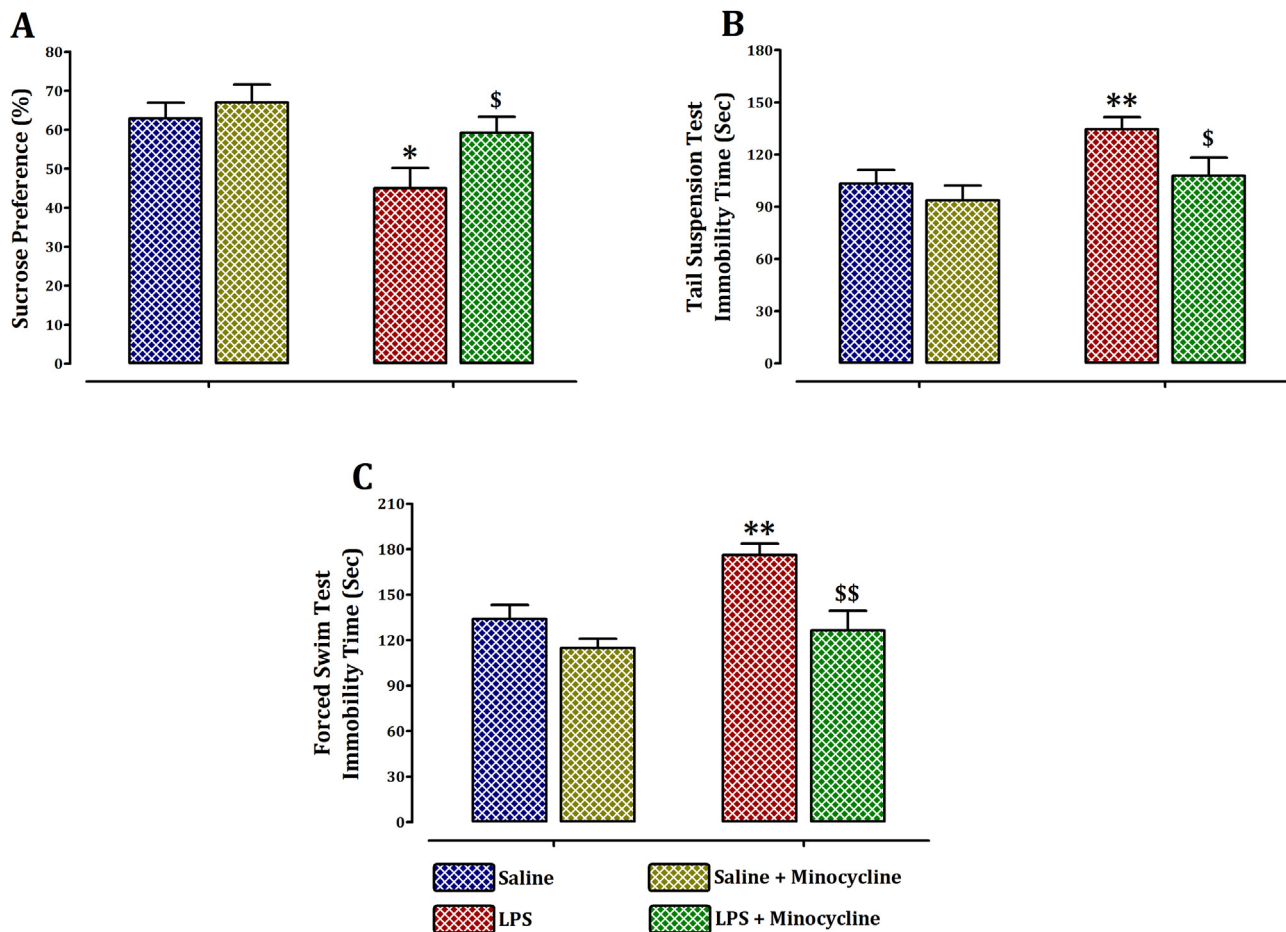 A
Sucrose Preference (%)
80
70
60
50
40
30
20
10
0
*
$
B
Tail Suspension Test
Immobility Time (Sec)
180
150
120
90
60
30
0
**
$
C
Forced Swim Test
Immobility Time (Sec)
210
180
150
120
90
60
30
0
**
$$
Saline
Saline + Minocycline
LPS
LPS + Minocycline